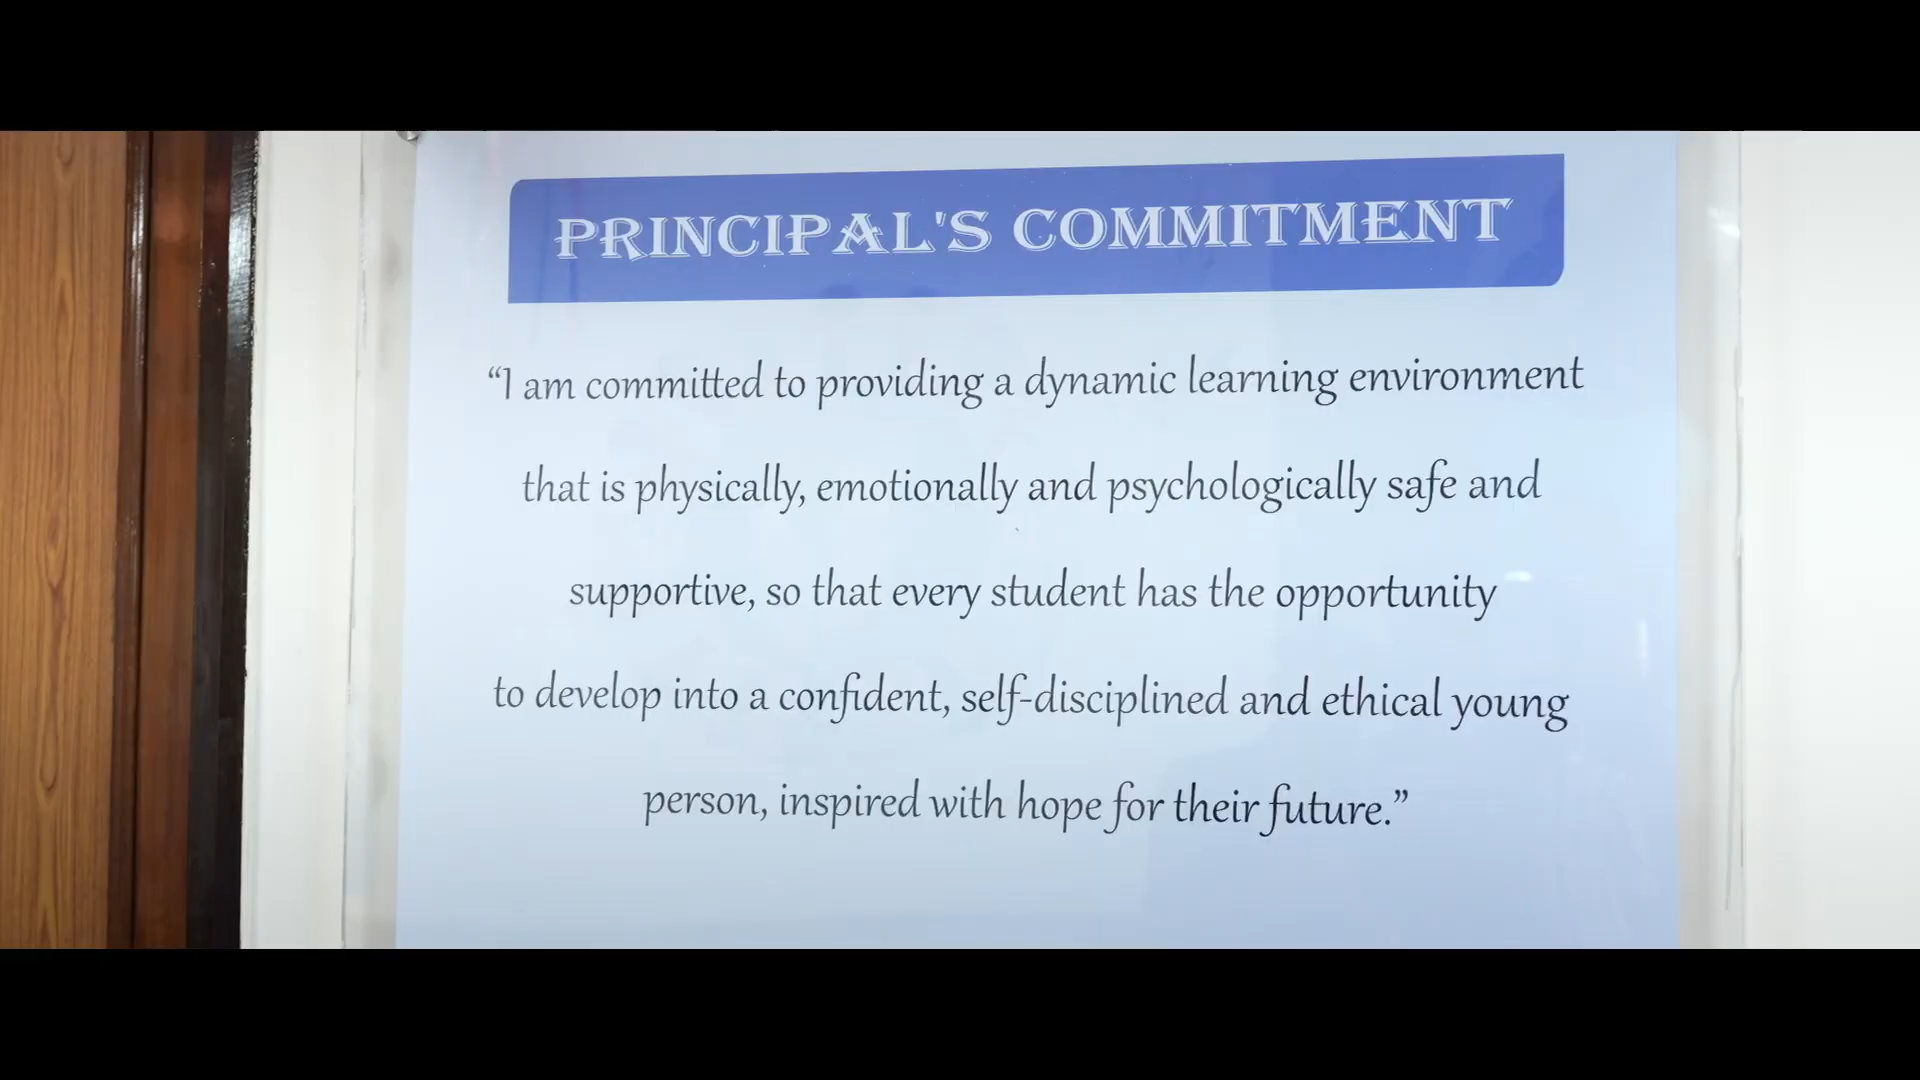 PRINCIPAL'S COMMITMENT
“I am committed to providing a dynamic learning environment
that is physically, emotionally and psychologically safe and
supportive, so that every student has the opportunity
to develop into a confident, self-disciplined and ethical young
person, inspired with hope for their future.”